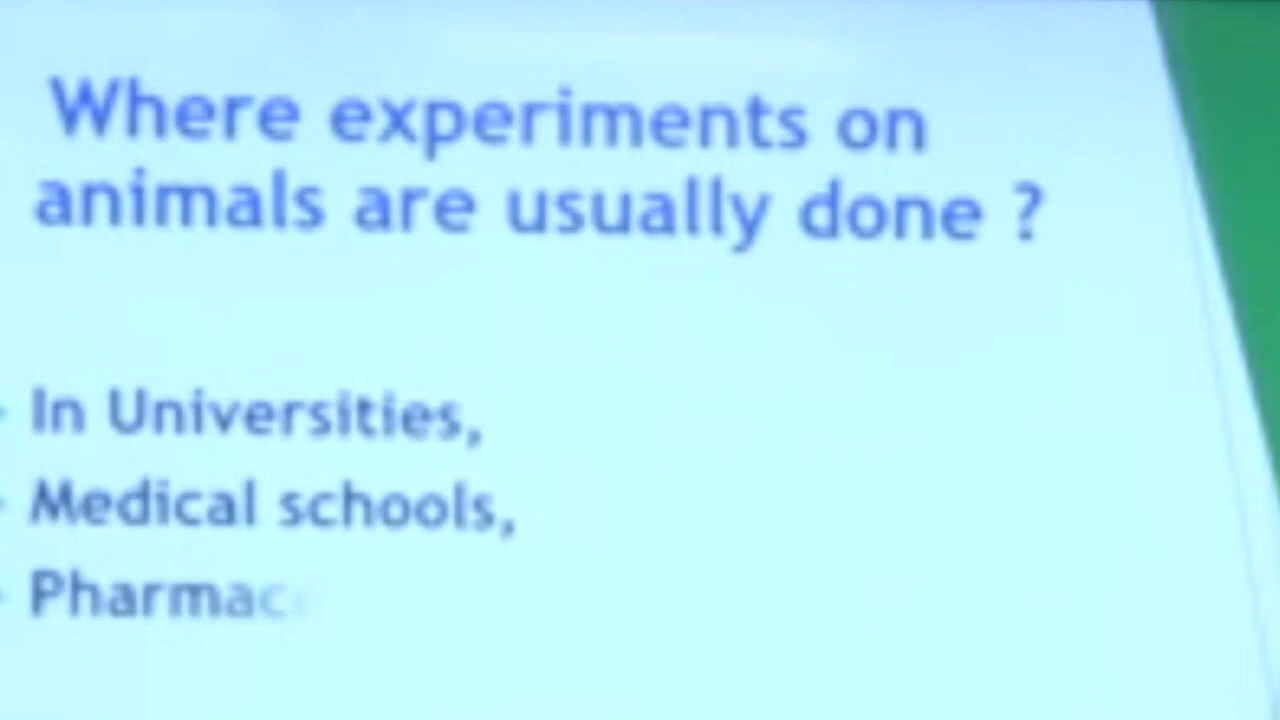 Where experiments on
animals are usually done ?
In Universities,
Medical schools,